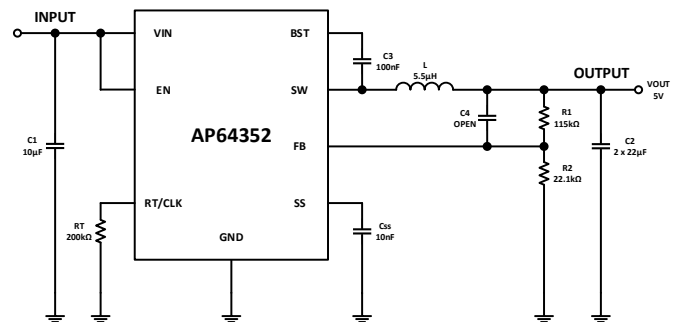 INPUT
VIN
BST
C3
100nF
L
5.5µH
OUTPUT
VOUT
5V
EN
SW
C1
10µF
AP64352
C4
OPEN
R1
115kΩ
FB
C2
2 x 22µF
R2
22.1kΩ
RT/CLK
SS
RT
200kΩ
GND
Css
10nF